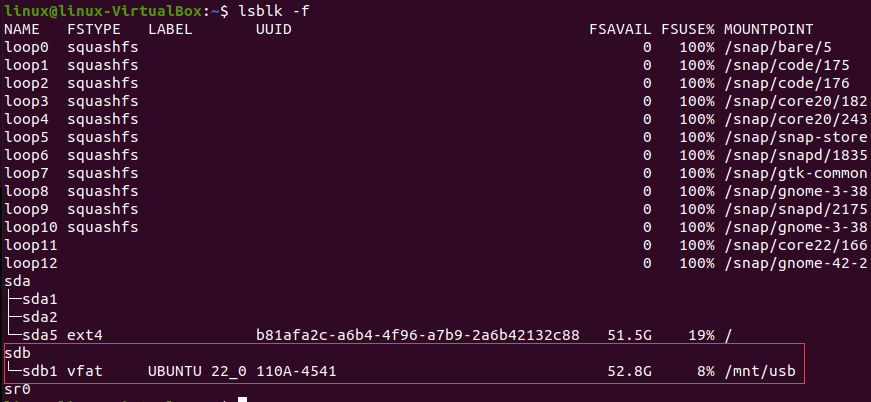 linux@linux-VirtualBox:~$ lsblk -f
NAME FSTYPE LABEL UUID FSAVAIL FSUSE% MOUNTPOINT
loop0 squashfs 0 100% /snap/bare/5
loop1 squashfs 0 100% /snap/code/175
loop2 squashfs 0 100% /snap/code/176
loop3 squashfs 0 100% /snap/core20/182
loop4 squashfs 0 100% /snap/core20/243
loop5 squashfs 0 100% /snap/snap-store
loop6 squashfs 0 100% /snap/snapd/1835
loop7 squashfs 0 100% /snap/gtk-common
loop8 squashfs 0 100% /snap/gnome-3-38
loop9 squashfs 0 100% /snap/snapd/2175
loop10 squashfs 0 100% /snap/gnome-3-38
loop11 0 100% /snap/core22/166
loop12 0 100% /snap/gnome-42-2
sda
├─sda1
├─sda2
└─sda5 ext4 b81afa2c-a6b4-4f96-a7b9-2a6b42132c88 51.5G 19% /
sdb
└─sdb1 vfat UBUNTU 22_0 110A-4541 52.8G 8% /mnt/usb
sr0